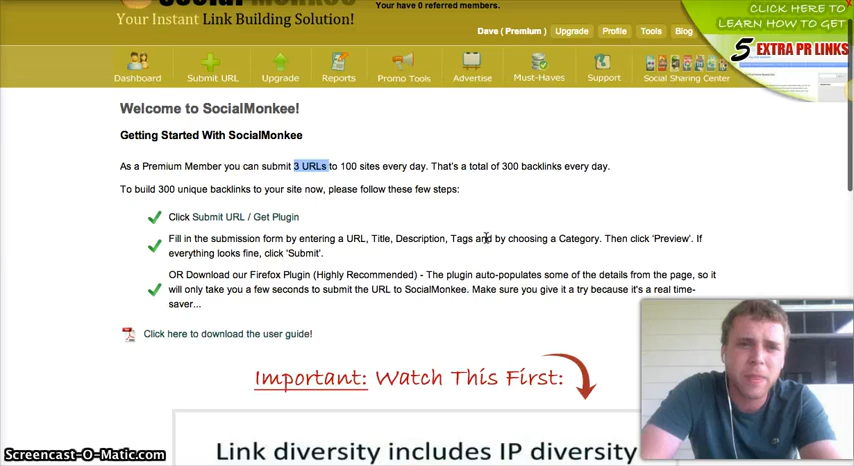 Your Instant Link Building Solution!
You have 0 referred members.
Dave ( Premium ) Upgrade Profile Tools Blog
CLICK HERE TO
LEARN HOW TO GET
5 EXTRA PR LINKS
Dashboard Submit URL Upgrade Reports Promo Tools Advertise Must-Haves Support Social Sharing Center
Welcome to SocialMonkee!
Getting Started With SocialMonkee
As a Premium Member you can submit 3 URLs to 100 sites every day. That's a total of 300 backlinks every day.
To build 300 unique backlinks to your site now, please follow these few steps:
Click Submit URL / Get Plugin
Fill in the submission form by entering a URL, Title, Description, Tags and by choosing a Category. Then click 'Preview'. If
everything looks fine, click 'Submit'.
OR Download our Firefox Plugin (Highly Recommended) - The plugin auto-populates some of the details from the page, so it
will only take you a few seconds to submit the URL to SocialMonkee. Make sure you give it a try because it's a real time-
saver...
Click here to download the user guide!
Important: Watch This First:
Link diversity includes IP diversity
Screencast-O-Matic.com